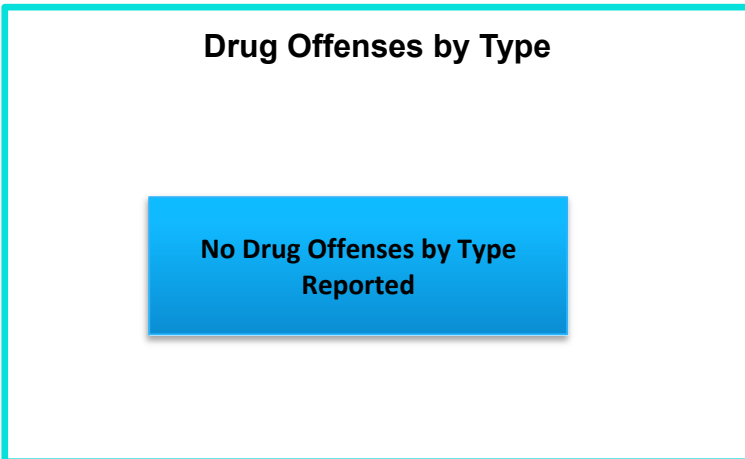 Drug Offenses by Type
No Drug Offenses by Type
Reported